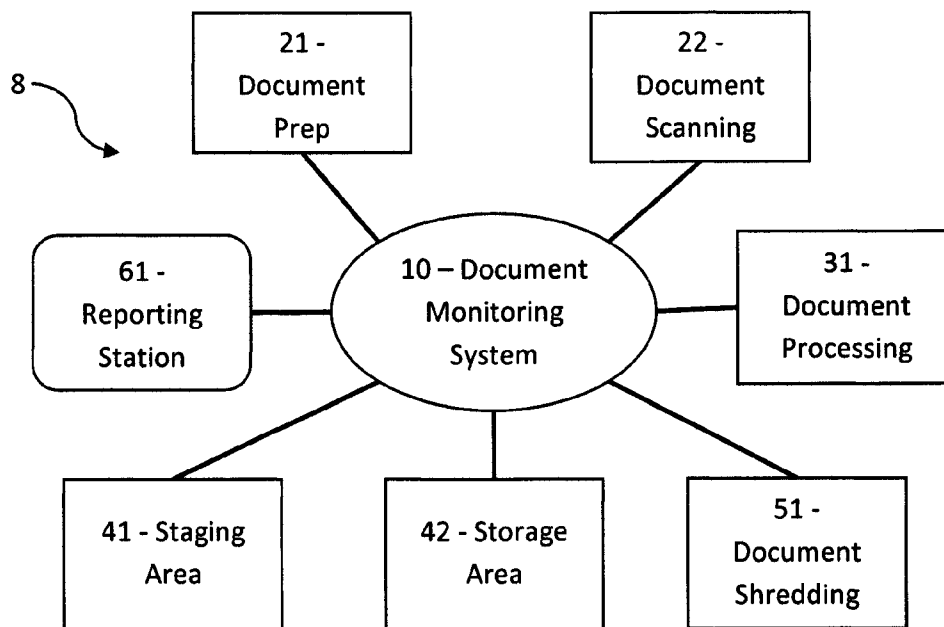 21 -
Document
Prep
22 -
Document
Scanning
8
61 -
Reporting
Station
10 – Document
Monitoring
System
31 -
Document
Processing
41 - Staging
Area
42 - Storage
Area
51 -
Document
Shredding